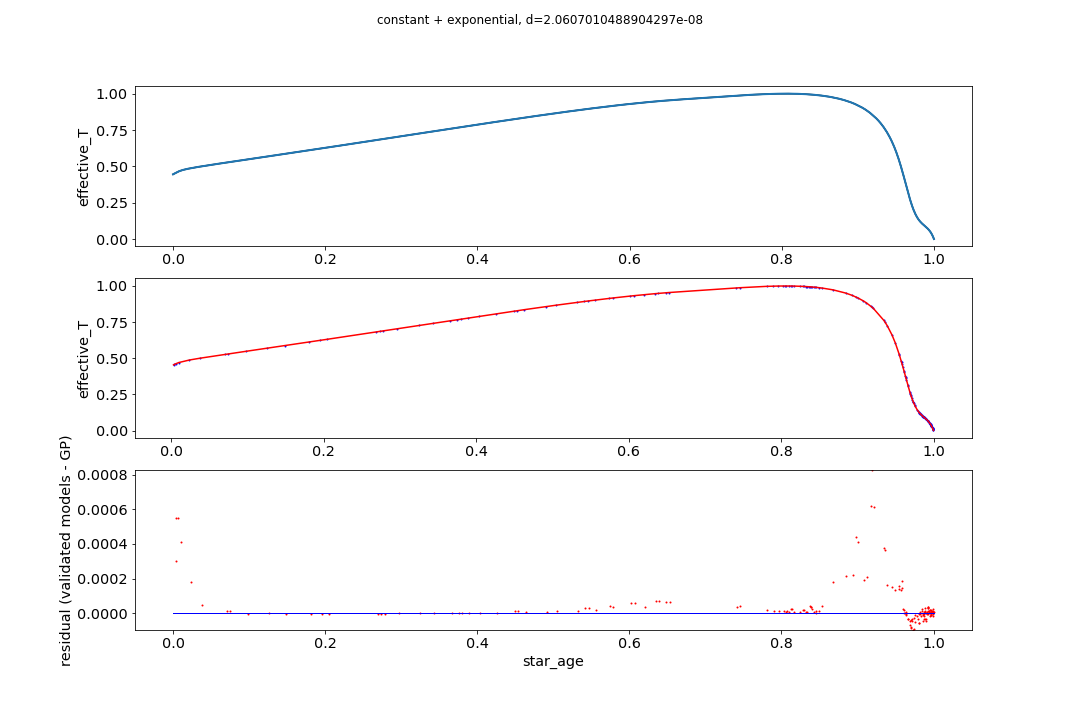 constant + exponential, d=2.0607010488904297e-08
effective_T
1.00
0.75
0.50
0.25
0.00
0.0 0.2 0.4 0.6 0.8 1.0
effective_T
1.00
0.75
0.50
0.25
0.00
0.0 0.2 0.4 0.6 0.8 1.0
residual (validated models - GP)
0.0008
0.0006
0.0004
0.0002
0.0000
0.0 0.2 0.4 0.6 0.8 1.0
star_age